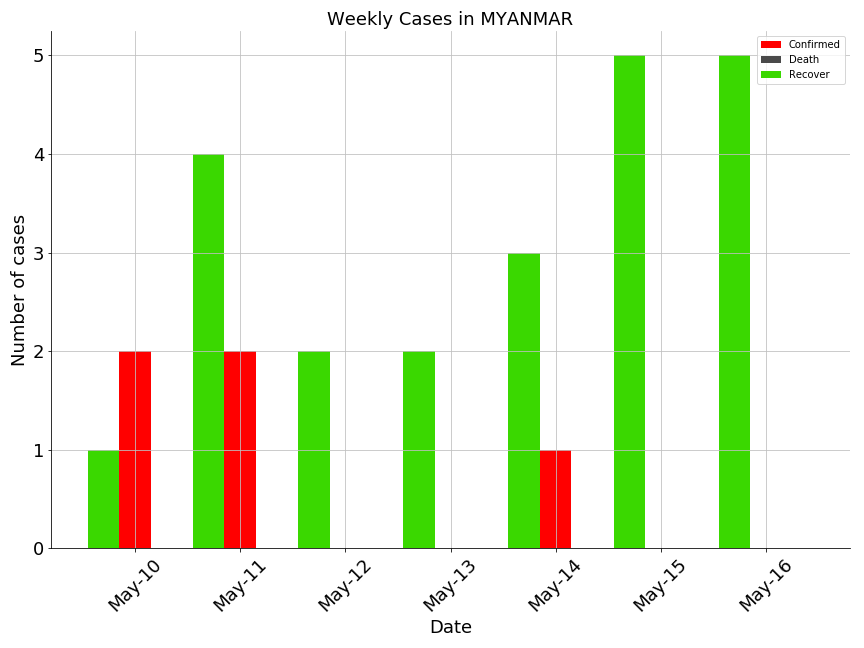 Weekly Cases in MYANMAR
Confirmed
Death
Recover
Number of cases
5
4
3
2
1
0
May-10
May-11
May-12
May-13
May-14
May-15
May-16
Date